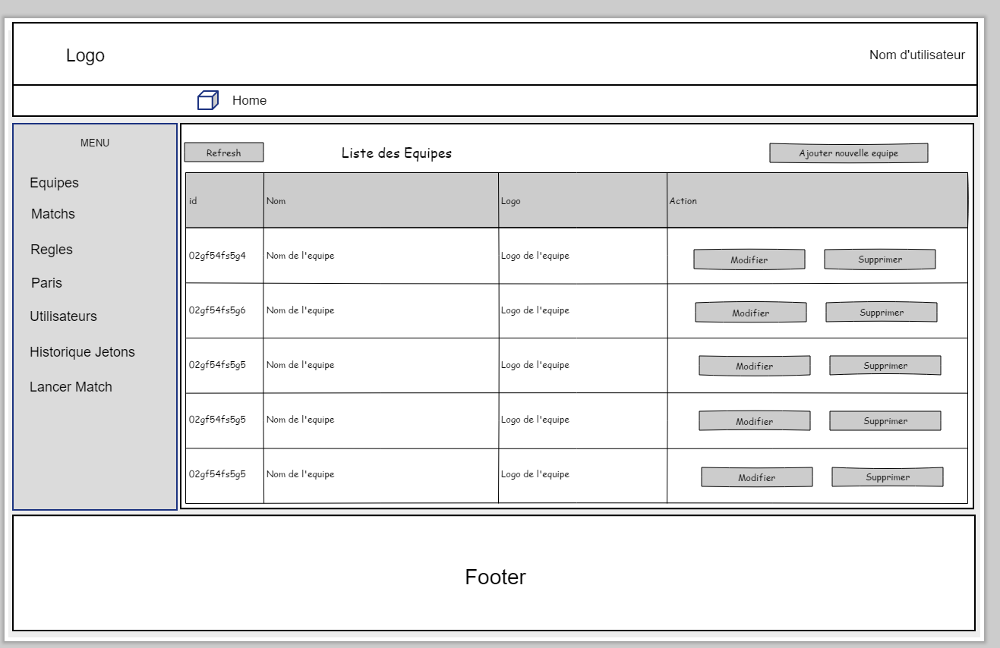 Logo
Nom d'utilisateur
Home
MENU
Equipes
Matchs
Regles
Paris
Utilisateurs
Historique Jetons
Lancer Match
Refresh
Liste des Equipes
Ajouter nouvelle equipe
id Nom Logo Action
02gf54fs5g4 Nom de l'equipe Logo de l'equipe Modifier Supprimer
02gf54fs5g6 Nom de l'equipe Logo de l'equipe Modifier Supprimer
02gf54fs5g5 Nom de l'equipe Logo de l'equipe Modifier Supprimer
02gf54fs5g5 Nom de l'equipe Logo de l'equipe Modifier Supprimer
02gf54fs5g5 Nom de l'equipe Logo de l'equipe Modifier Supprimer
Footer